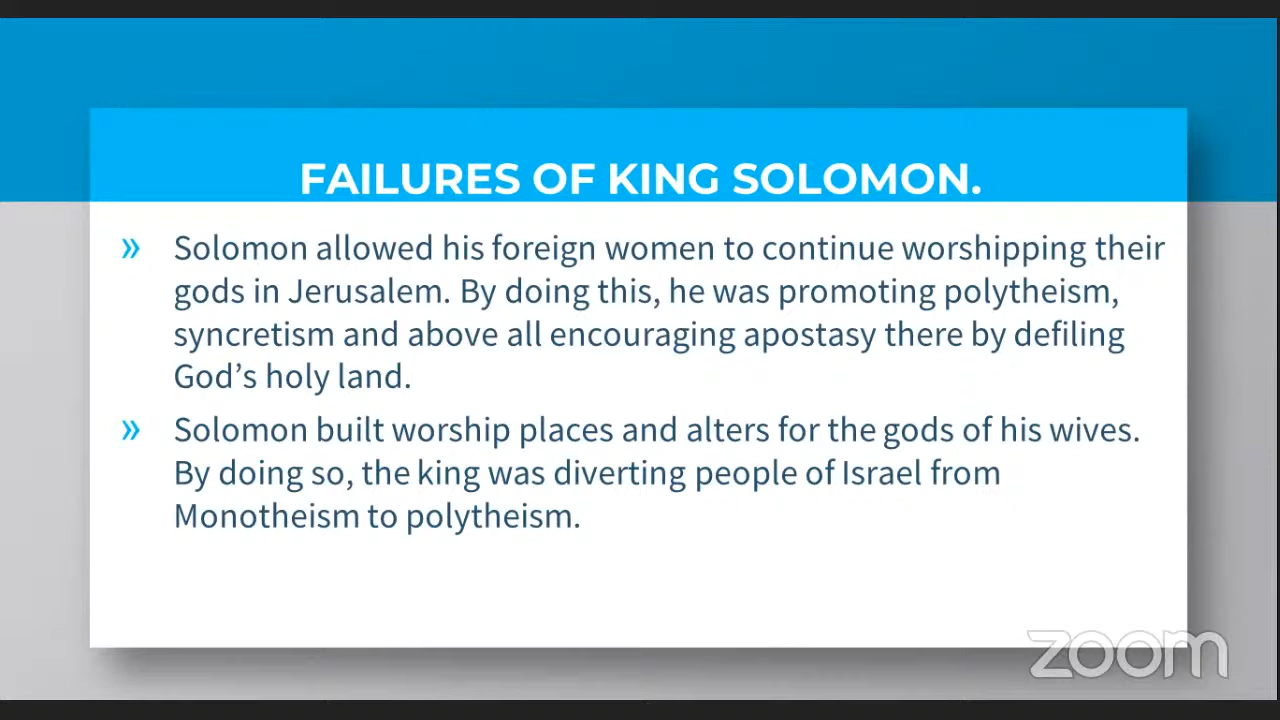 FAILURES OF KING SOLOMON.
» Solomon allowed his foreign women to continue worshipping their
gods in Jerusalem. By doing this, he was promoting polytheism,
syncretism and above all encouraging apostasy there by defiling
God’s holy land.
» Solomon built worship places and alters for the gods of his wives.
By doing so, the king was diverting people of Israel from
Monotheism to polytheism.
zoom